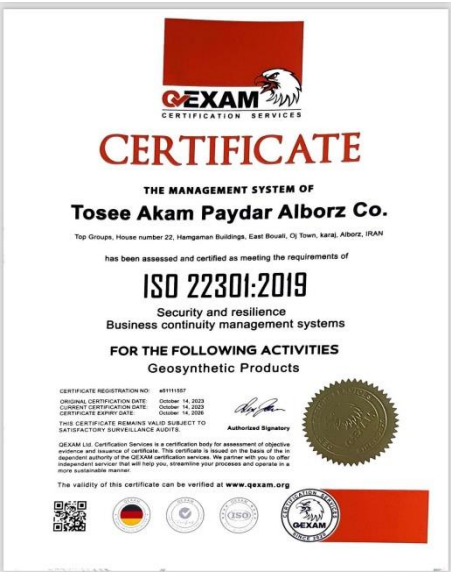 QEXAM
CERTIFICATION SERVICES
CERTIFICATE
THE MANAGEMENT SYSTEM OF
Tosee Akam Paydar Alborz Co.
Top Groups, House number 22, Hamgaman Buildings, East Bouali, Oj Town, karaj, Alborz, IRAN
has been assessed and certified as meeting the requirements of
ISO 22301:2019
Security and resilience
Business continuity management systems
FOR THE FOLLOWING ACTIVITIES
Geosynthetic Products
CERTIFICATE REGISTRATION NO:
ORIGINAL CERTIFICATION DATE: October 14, 2023
CURRENT CERTIFICATION DATE: October 14, 2023
CERTIFICATE EXPIRY DATE: October 14, 2026
THIS CERTIFICATE REMAINS VALID SUBJECT TO
SATISFACTORY SURVEILLANCE AUDITS.
Authorized Signatory
QEXAM Ltd. Certification Services is a certification body for assessment of objective
evidence and issuance of certificate. This certificate is issued on the basis of the in
dependent authority of the QEXAM certification services. We partner with you to offer
independent servicer that will help you, streamline your processes and operate in a
more sustainable manner.
The validity of this certificate can be verified at www.qexam.org
ISO
CERTIFICATION SERVICES
QEXAM